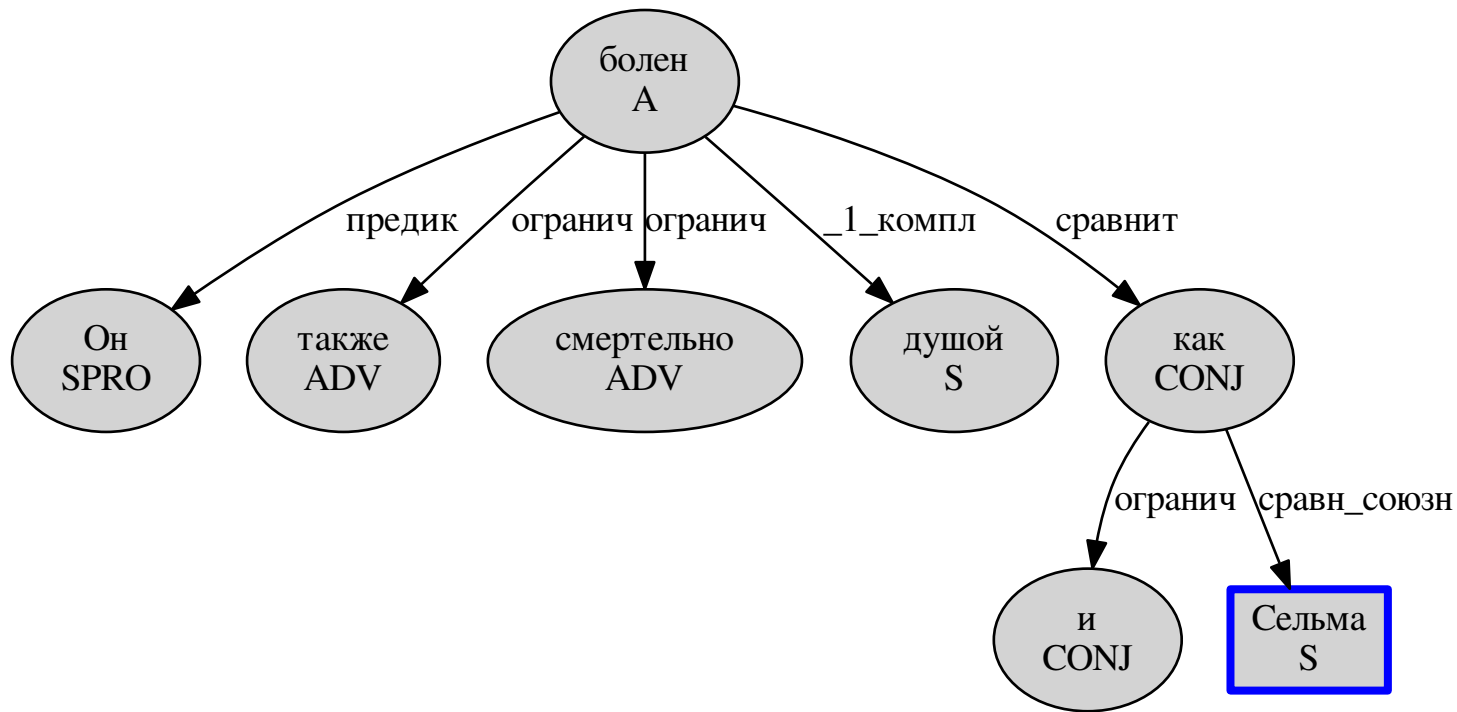 болен
A
предик
огранич
огранич
_1_компл
сравнит
Он
SPRO
также
ADV
смертельно
ADV
душой
S
как
CONJ
огранич
сравн_союзн
и
CONJ
Сельма
S